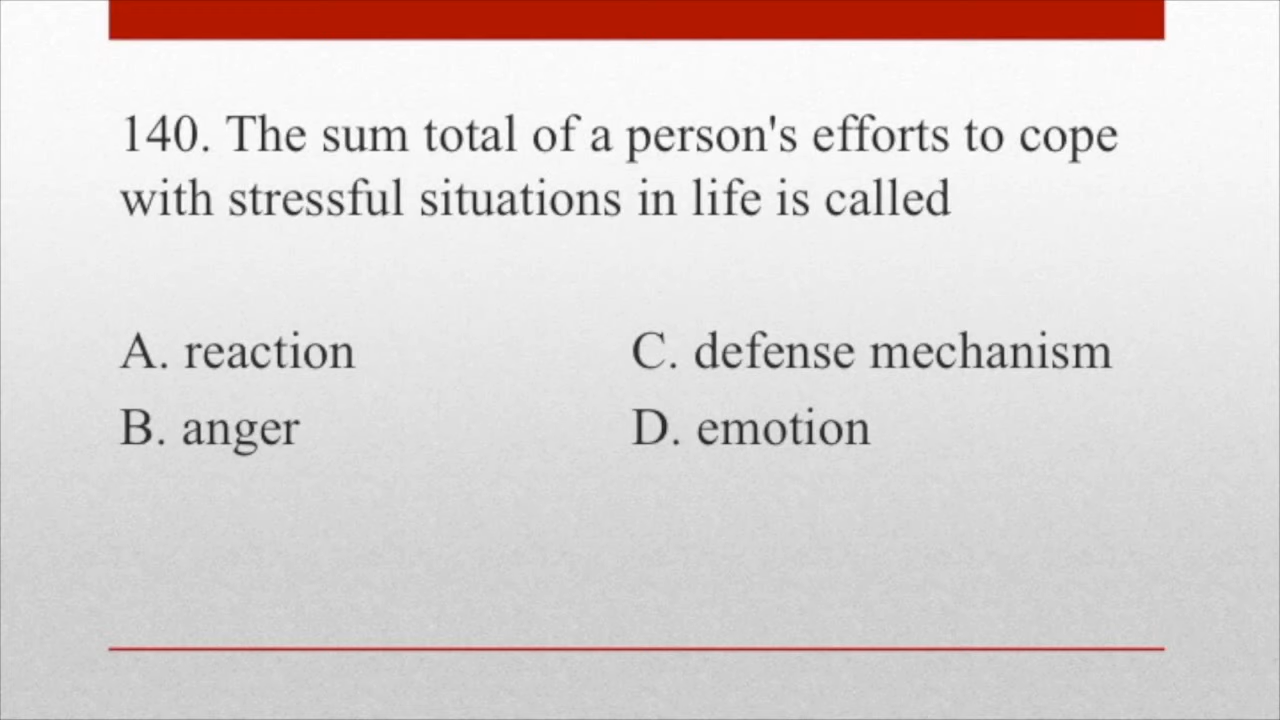 140. The sum total of a person's efforts to cope
with stressful situations in life is called
A. reaction
B. anger
C. defense mechanism
D. emotion